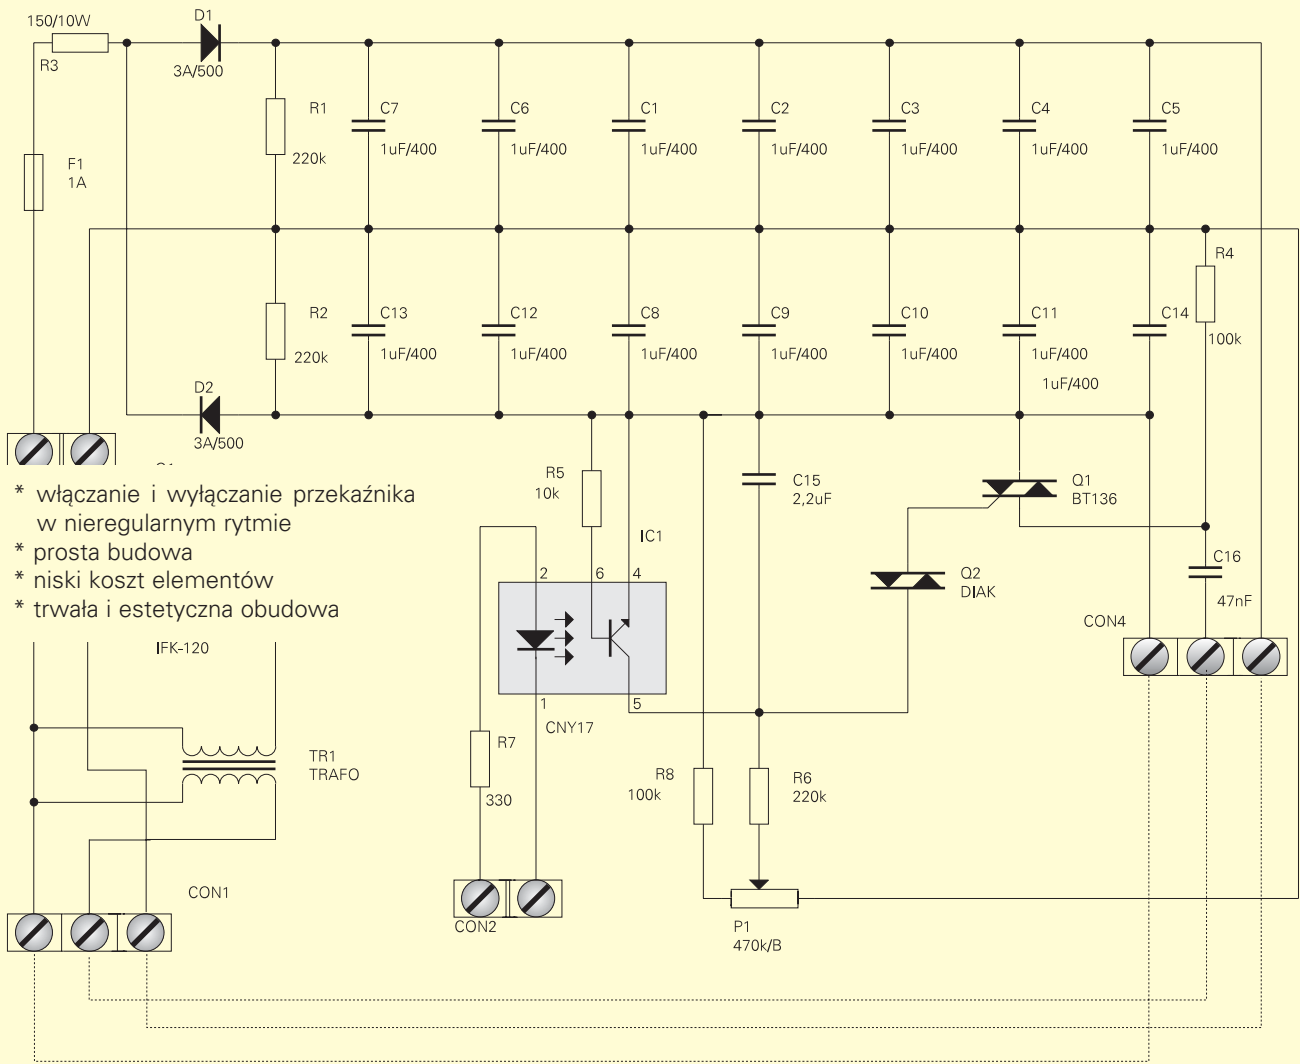 150/10W
D1
R3
3A/500
F1
1A
R1
220k
C7
1uF/400
C6
1uF/400
C1
1uF/400
C2
1uF/400
C3
1uF/400
C4
1uF/400
C5
1uF/400
R4
100k
R2
220k
C13
1uF/400
C12
1uF/400
C8
1uF/400
C9
1uF/400
C10
1uF/400
C11
1uF/400
1uF/400
C14
D2
3A/500
R5
10k
C15
2,2uF
Q1
BT136
* włączanie i wyłączanie przekaźnika
w nieregularnym rytmie
* prosta budowa
* niski koszt elementów
* trwała i estetyczna obudowa
IC1
2
6
4
Q2
DIAK
C16
47nF
CON4
IFK-120
1
5
CNY17
TR1
TRAFO
R7
330
R8
100k
R6
220k
CON1
CON2
P1
470k/B